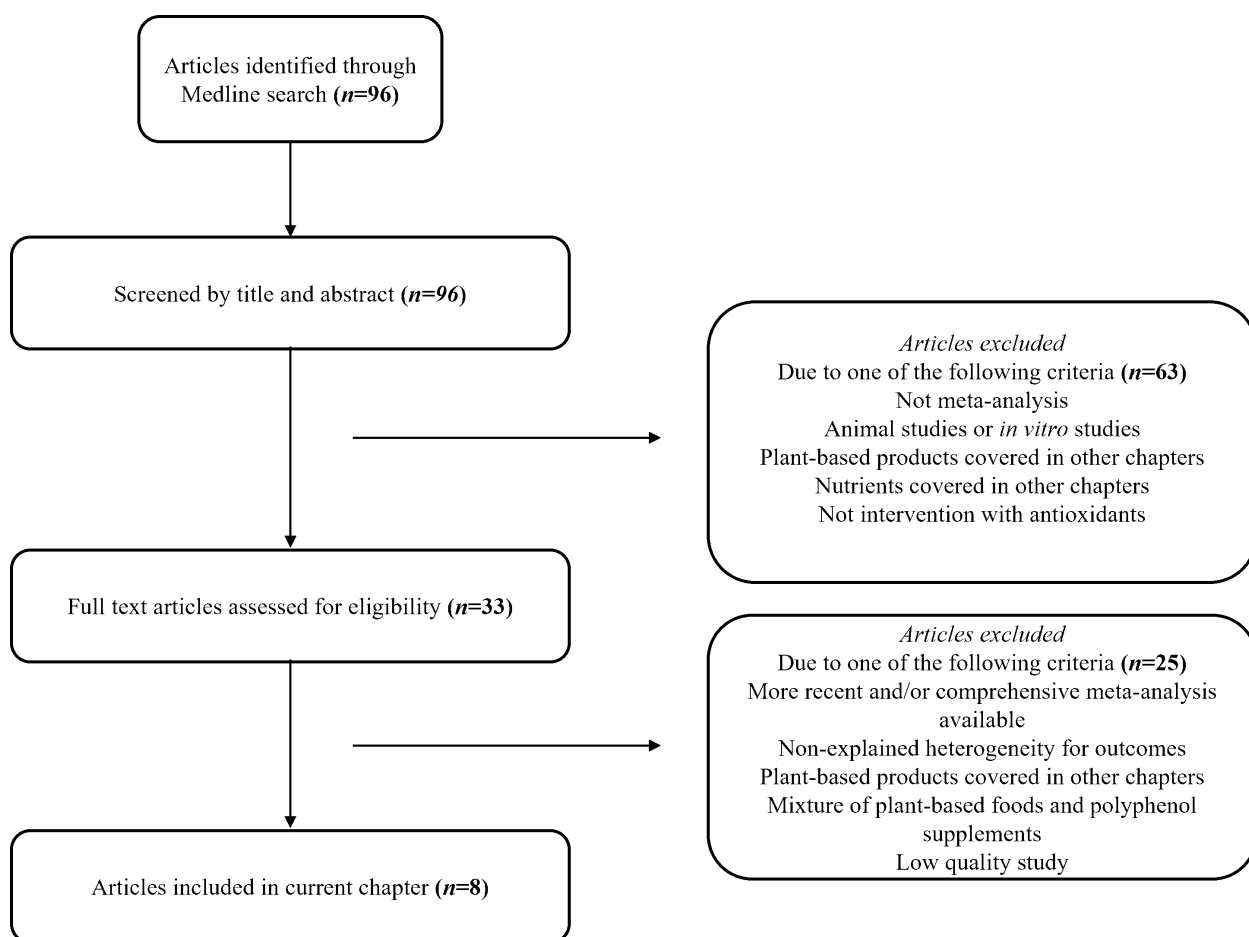 Articles identified through
Medline search (n=96)
Screened by title and abstract (n=96)
Articles excluded
Due to one of the following criteria (n=63)
Not meta-analysis
Animal studies or in vitro studies
Plant-based products covered in other chapters
Nutrients covered in other chapters
Not intervention with antioxidants
Full text articles assessed for eligibility (n=33)
Articles excluded
Due to one of the following criteria (n=25)
More recent and/or comprehensive meta-analysis
available
Non-explained heterogeneity for outcomes
Plant-based products covered in other chapters
Mixture of plant-based foods and polyphenol
supplements
Low quality study
Articles included in current chapter (n=8)